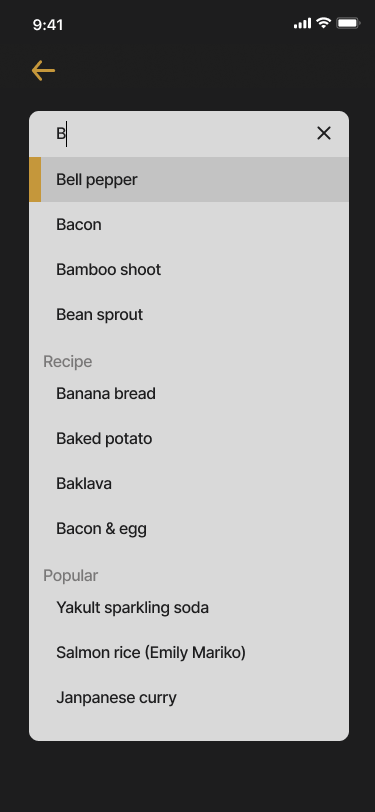 9:41
B
Bell pepper
Bacon
Bamboo shoot
Bean sprout
Recipe
Banana bread
Baked potato
Baklava
Bacon & egg
Popular
Yakult sparkling soda
Salmon rice (Emily Mariko)
Janpanese curry